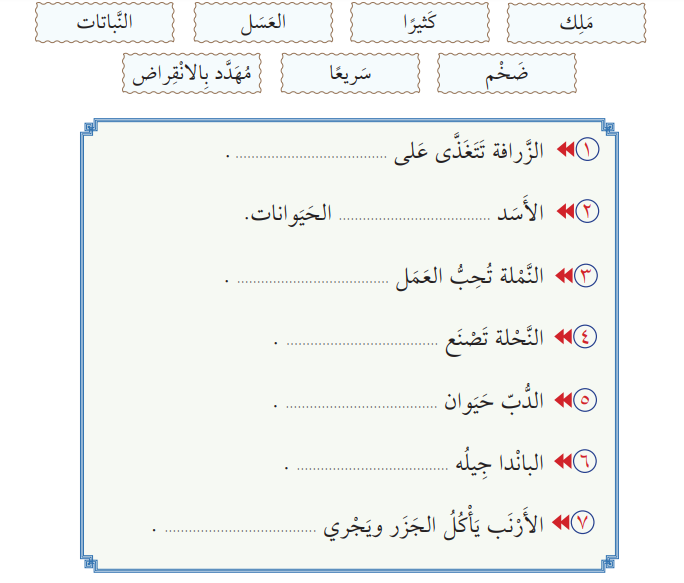 مَلِك كَثيرًا العَسَل النَّباتات
ضَخْم سَريعًا مُهَدَّد بِالانْقِراض
١ الزَّرافة تَتَغَذَّى عَلى .............................. .
٢ الأَسَد .............................. الحَيَوانات.
٣ النَّمْلة تُحِبُّ العَمَل .............................. .
٤ النَّحْلة تَصْنَع .............................. .
٥ الدُّبّ حَيَوان .............................. .
٦ الباندا جِيلُه .............................. .
٧ الأَرْنَب يَأْكُلُ الجَزَر ويَجْري .............................. .